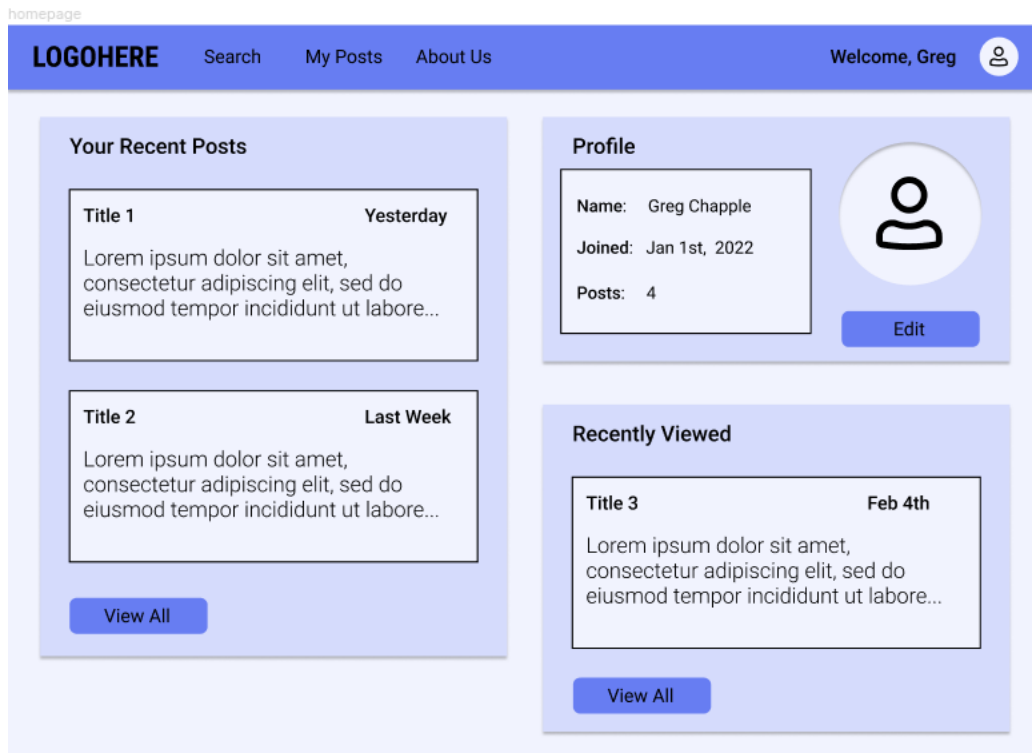 homepage
LOGOHERE Search My Posts About Us Welcome, Greg
Your Recent Posts
Title 1 Yesterday
Lorem ipsum dolor sit amet,
consectetur adipiscing elit, sed do
eiusmod tempor incididunt ut labore...
Title 2 Last Week
Lorem ipsum dolor sit amet,
consectetur adipiscing elit, sed do
eiusmod tempor incididunt ut labore...
View All
Profile
Name: Greg Chapple
Joined: Jan 1st, 2022
Posts: 4
Edit
Recently Viewed
Title 3 Feb 4th
Lorem ipsum dolor sit amet,
consectetur adipiscing elit, sed do
eiusmod tempor incididunt ut labore...
View All